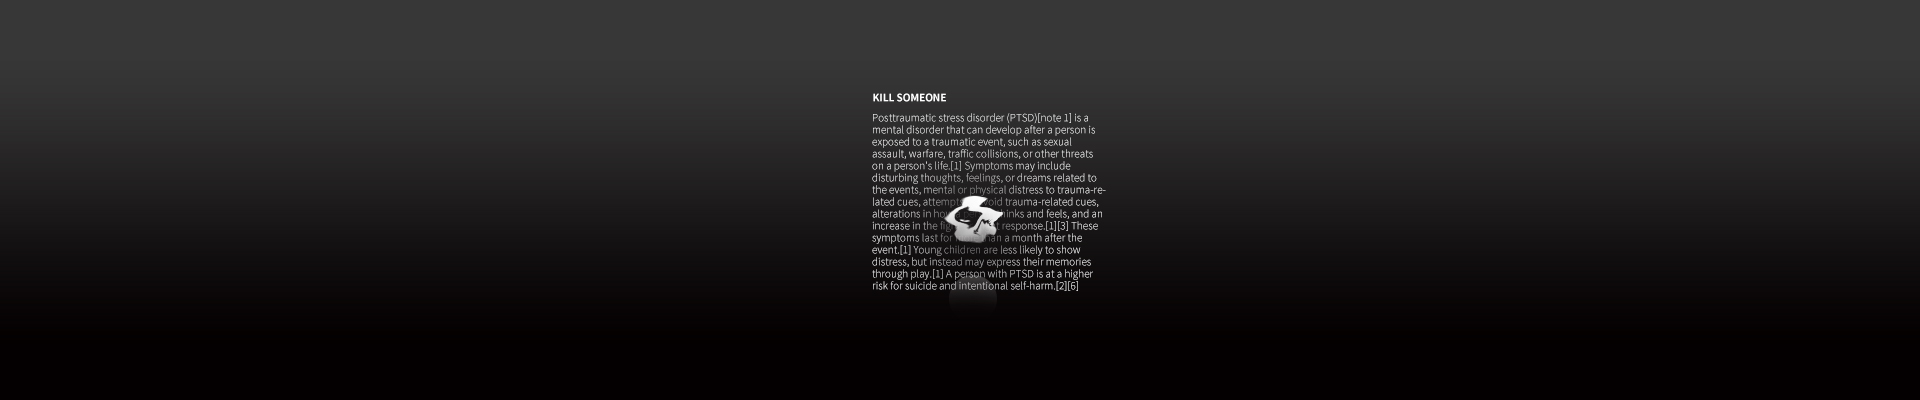 KILL SOMEONE
Posttraumatic stress disorder (PTSD)[note 1] is a
mental disorder that can develop after a person is
exposed to a traumatic event, such as sexual
assault, warfare, traffic collisions, or other threats
on a person's life.[1] Symptoms may include
disturbing thoughts, feelings, or dreams related to
the events, mental or physical distress to trauma-re-
lated cues, attempts trauma-related cues,
alterations in and feels, and an
increase in the response.[1][3] These
symptoms last for a month after the
event.[1] Young children are less likely to show
distress, but instead may express their memories
through play.[1] A person with PTSD is at a higher
risk for suicide and intentional self-harm.[2][6]